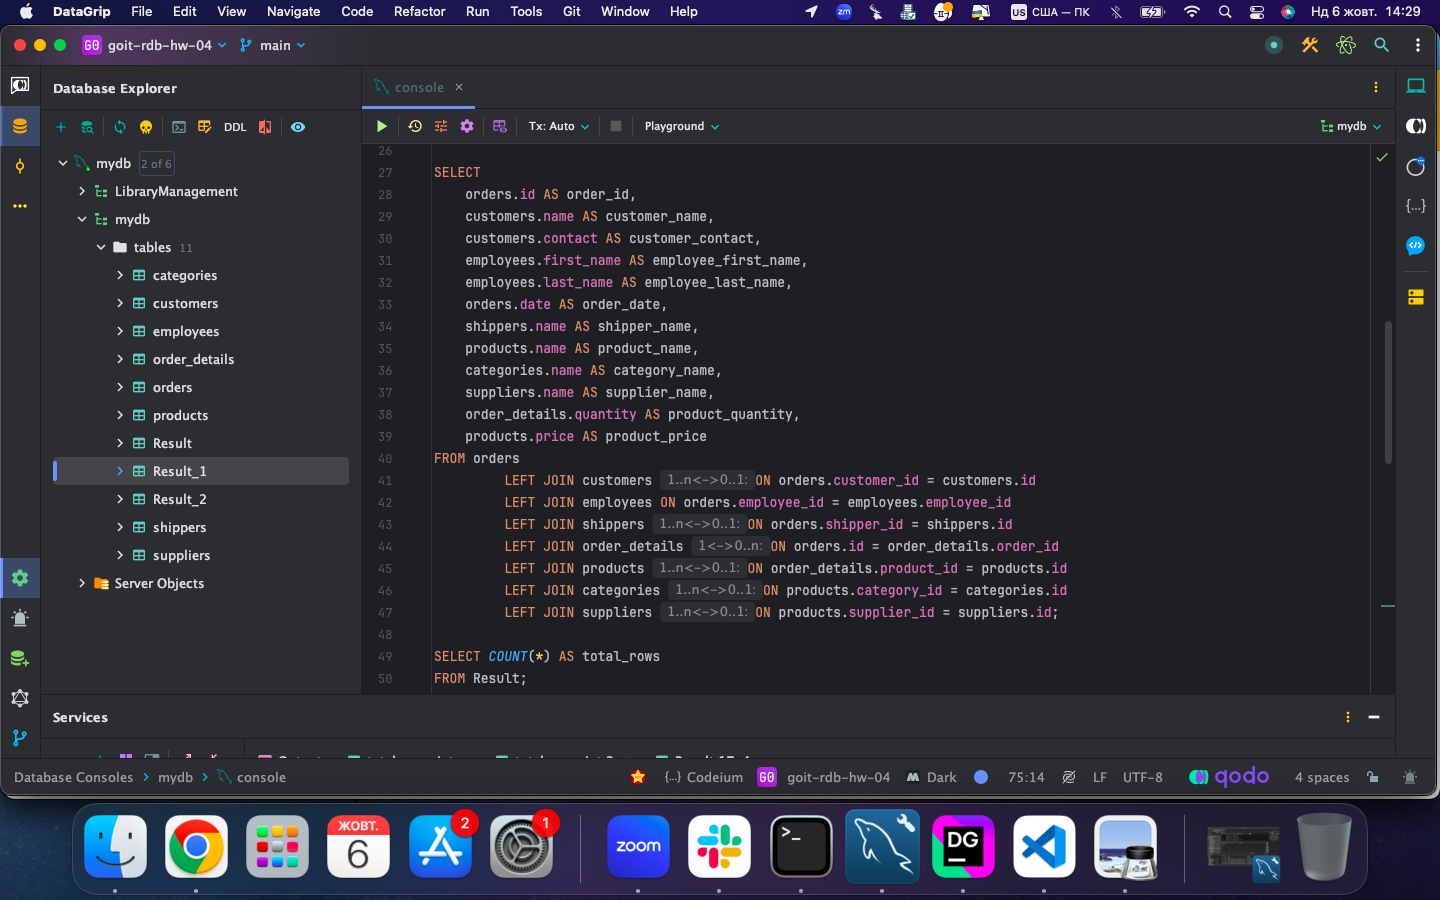 DataGrip File Edit View Navigate Code Refactor Run Tools Git Window Help zm US США — ПК Нд 6 жовт. 14:29
G0 goit-rdb-hw-04 main
Database Explorer
console
DDL
Tx: Auto Playground mydb
mydb 2 of 6
LibraryManagement
mydb
tables 11
categories
customers
employees
order_details
orders
products
Result
Result_1
Result_2
shippers
suppliers
Server Objects
26
27 SELECT
28 orders.id AS order_id,
29 customers.name AS customer_name,
30 customers.contact AS customer_contact,
31 employees.first_name AS employee_first_name,
32 employees.last_name AS employee_last_name,
33 orders.date AS order_date,
34 shippers.name AS shipper_name,
35 products.name AS product_name,
36 categories.name AS category_name,
37 suppliers.name AS supplier_name,
38 order_details.quantity AS product_quantity,
39 products.price AS product_price
40 FROM orders
41 LEFT JOIN customers 1..n<->0..1: ON orders.customer_id = customers.id
42 LEFT JOIN employees ON orders.employee_id = employees.employee_id
43 LEFT JOIN shippers 1..n<->0..1: ON orders.shipper_id = shippers.id
44 LEFT JOIN order_details 1<->0..n: ON orders.id = order_details.order_id
45 LEFT JOIN products 1..n<->0..1: ON order_details.product_id = products.id
46 LEFT JOIN categories 1..n<->0..1: ON products.category_id = categories.id
47 LEFT JOIN suppliers 1..n<->0..1: ON products.supplier_id = suppliers.id;
48
49 SELECT COUNT(*) AS total_rows
50 FROM Result;
Services
Database Consoles mydb console {...} Codeium G0 goit-rdb-hw-04 Dark 75:14 LF UTF-8 qodo 4 spaces
ЖОВТ.
6
2
1
zoom
>_
DG